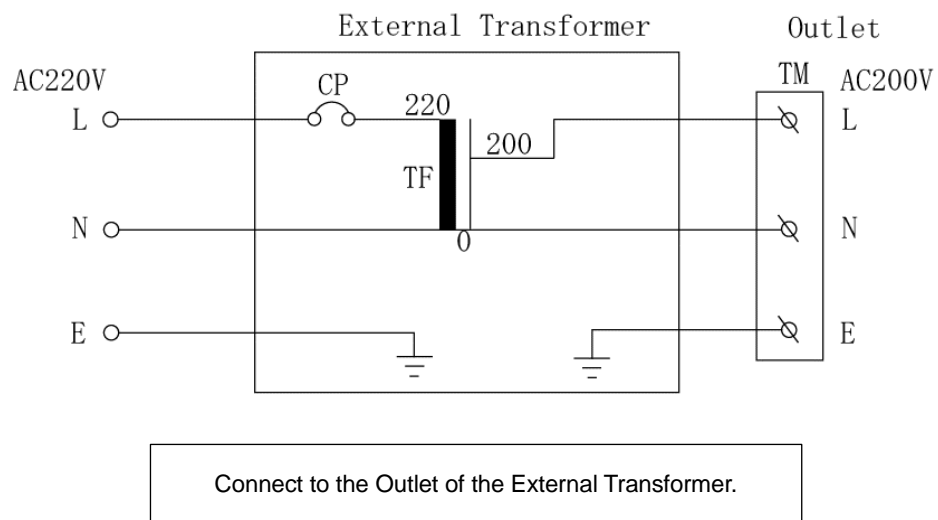 External Transformer
Outlet
AC220V
CP
TM
AC200V
L
220
L
200
TF
N
N
0
E
E
Connect to the Outlet of the External Transformer.